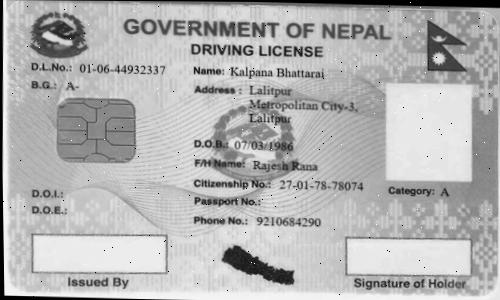 GOVERNMENT OF NEPAL
DRIVING LICENSE
D.L.No.: 01-06-44932337
B.G.: A-
Name: Kalpana Bhattarai
Address : Lalitpur
Metropolitan City-3,
Lalitpur
D.O.B.: 07/03/1986
F/H Name: Rajesh Rana
Citizenship No.: 27-01-78-78074
Category: A
D.O.I.:
Passport No.:
D.O.E.:
Phone No.: 9210684290
Issued By
Signature of Holder